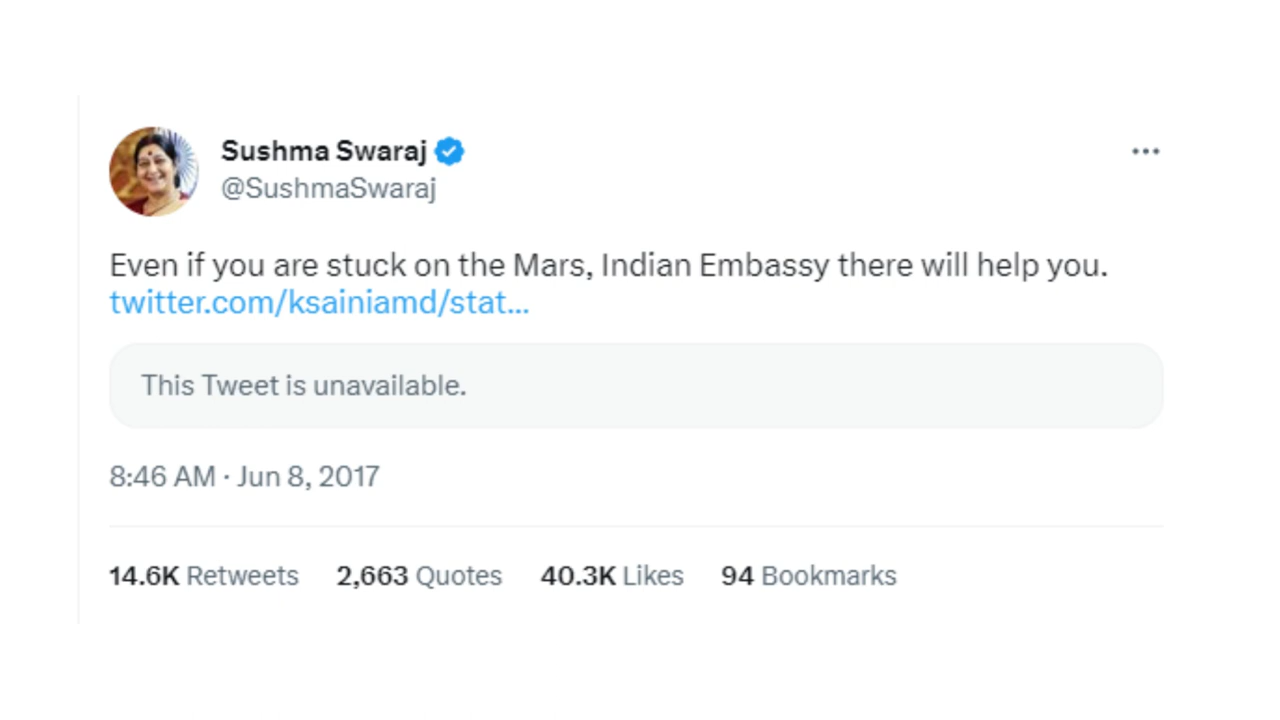 Sushma Swaraj
@SushmaSwaraj
Even if you are stuck on the Mars, Indian Embassy there will help you.
twitter.com/ksainiamd/stat...
This Tweet is unavailable.
8:46 AM · Jun 8, 2017
14.6K Retweets 2,663 Quotes 40.3K Likes 94 Bookmarks